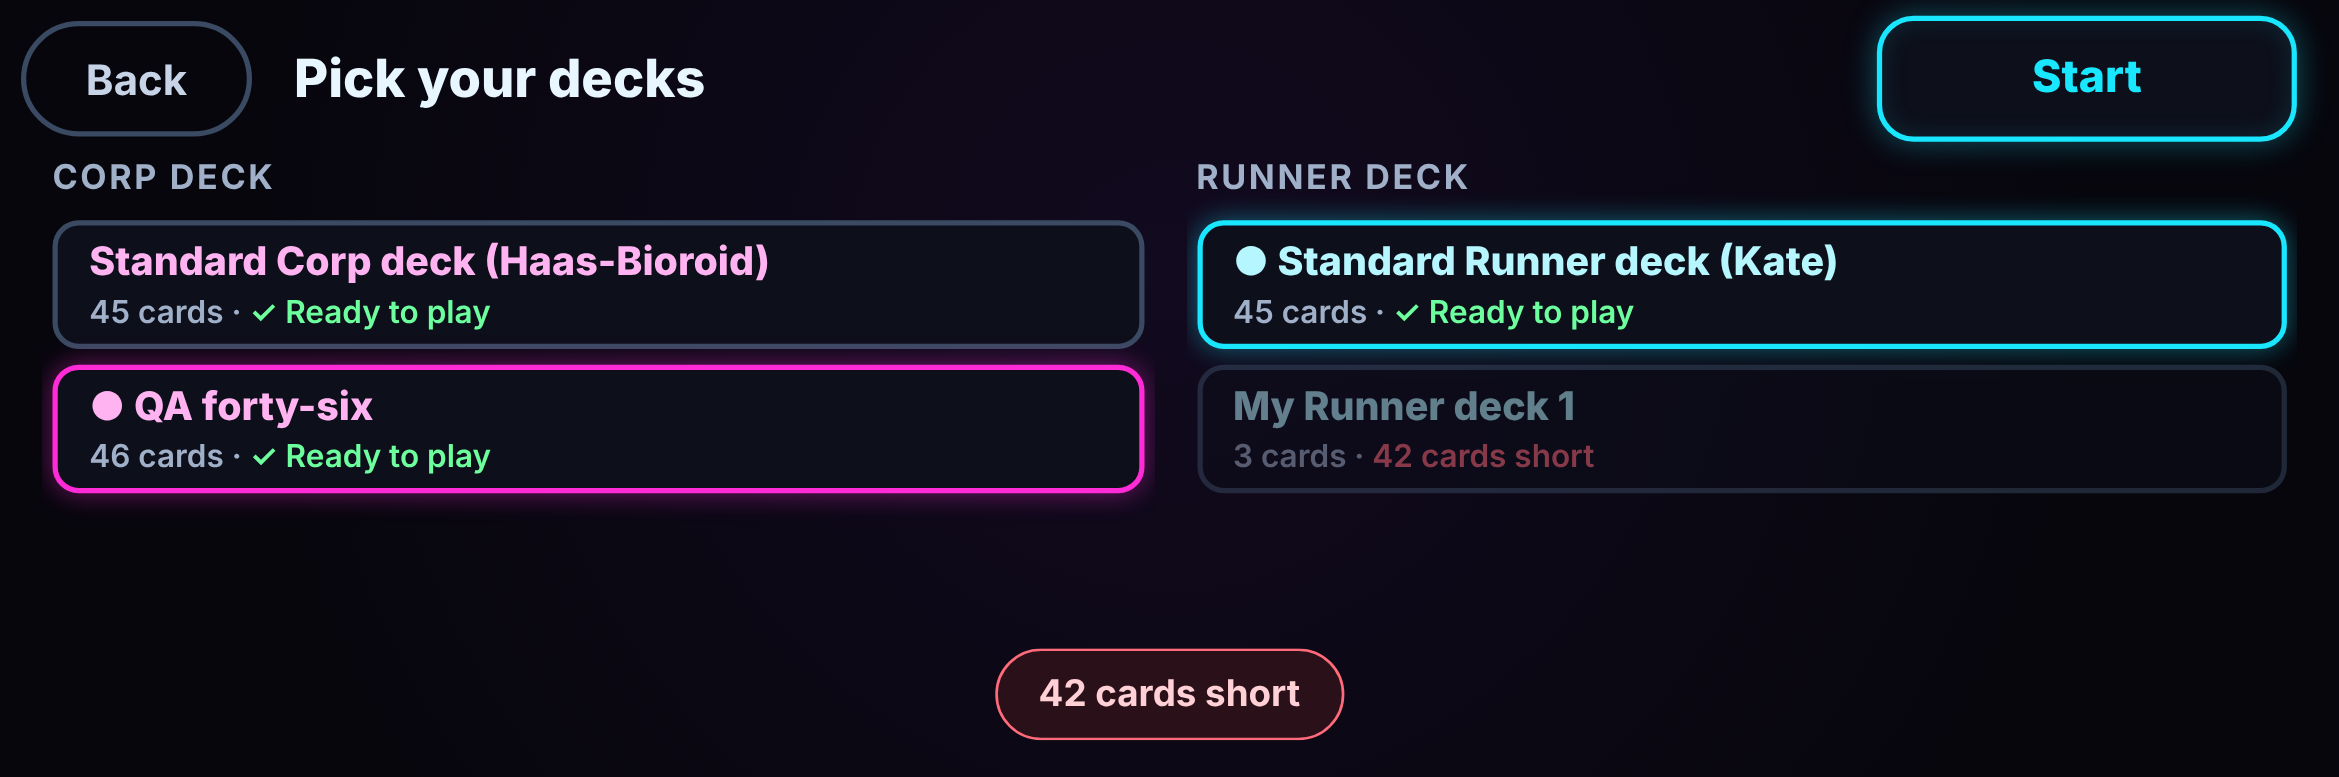 Back
Pick your decks
Start
CORP DECK
Standard Corp deck (Haas-Bioroid)
45 cards · ✓ Ready to play
● QA forty-six
46 cards · ✓ Ready to play
RUNNER DECK
● Standard Runner deck (Kate)
45 cards · ✓ Ready to play
My Runner deck 1
3 cards · 42 cards short
42 cards short